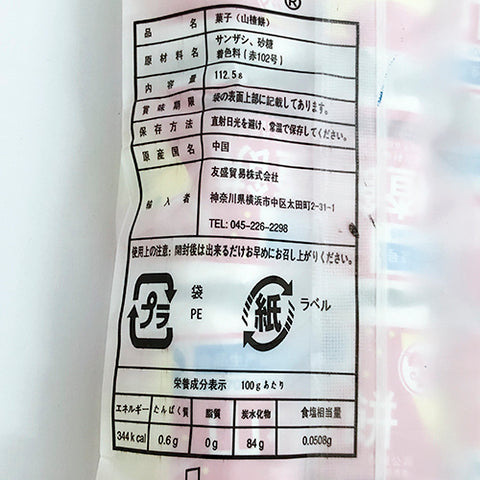 ®
品 名 菓子（山楂餅）
原材料名 サンザシ、砂糖
着色料（赤102号）
内容量 112.5g
賞味期限 袋の表面上部に記載してあります。
保存方法 直射日光を避け、常温で保存してください。
原産国名 中国
輸入者 友盛貿易株式会社
神奈川県横浜市中区太田町2-31-1
TEL: 045-226-2298
使用上の注意: 開封後は出来るだけお早めにお召し上がりください。
プラ 袋 PE 紙 ラベル
栄養成分表示 100gあたり
エネルギー たんぱく質 脂質 炭水化物 食塩相当量
344kcal 0.6g 0g 84g 0.0508g